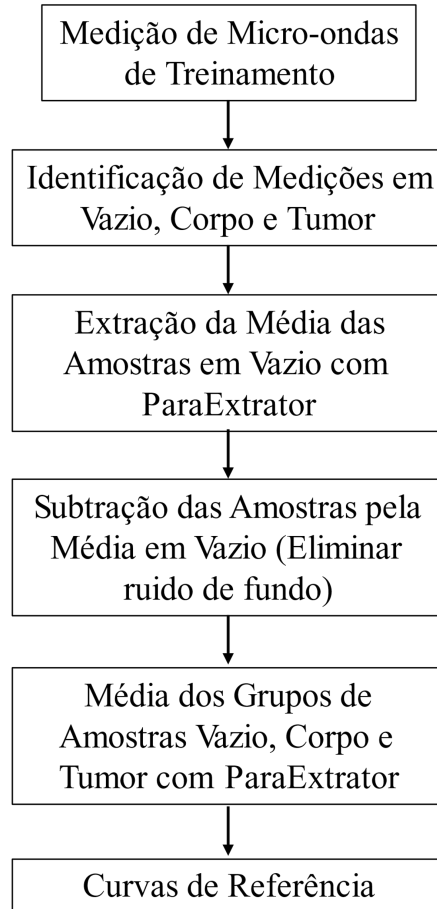 Medição de Micro-ondas
de Treinamento
Identificação de Medições em
Vazio, Corpo e Tumor
Extração da Média das
Amostras em Vazio com
ParaExtrator
Subtração das Amostras pela
Média em Vazio (Eliminar
ruido de fundo)
Média dos Grupos de
Amostras Vazio, Corpo e
Tumor com ParaExtrator
Curvas de Referência